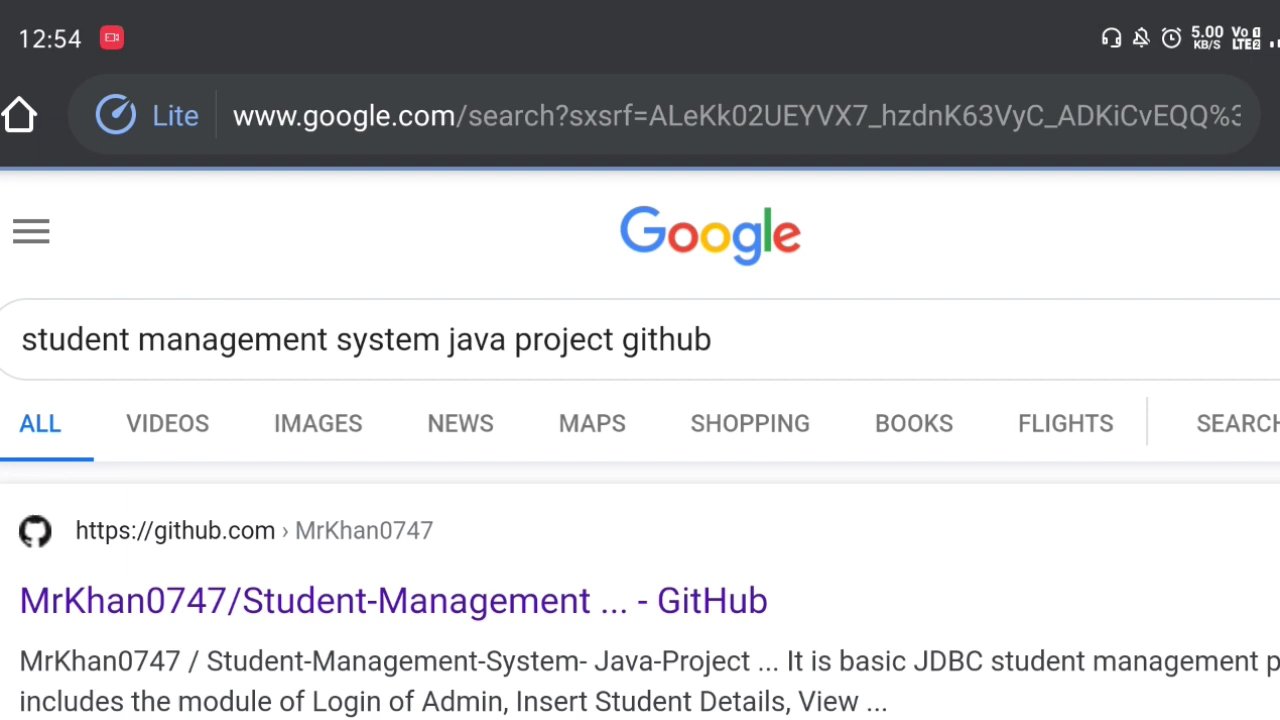 12:54
5.00 KB/S Vo LTE2
Lite www.google.com/search?sxsrf=ALeKk02UEYVX7_hzdnK63VyC_ADKiCvEQQ%3
Google
student management system java project github
ALL VIDEOS IMAGES NEWS MAPS SHOPPING BOOKS FLIGHTS SEARCH
https://github.com › MrKhan0747
MrKhan0747/Student-Management ... - GitHub
MrKhan0747 / Student-Management-System- Java-Project ... It is basic JDBC student management p
includes the module of Login of Admin, Insert Student Details, View ...